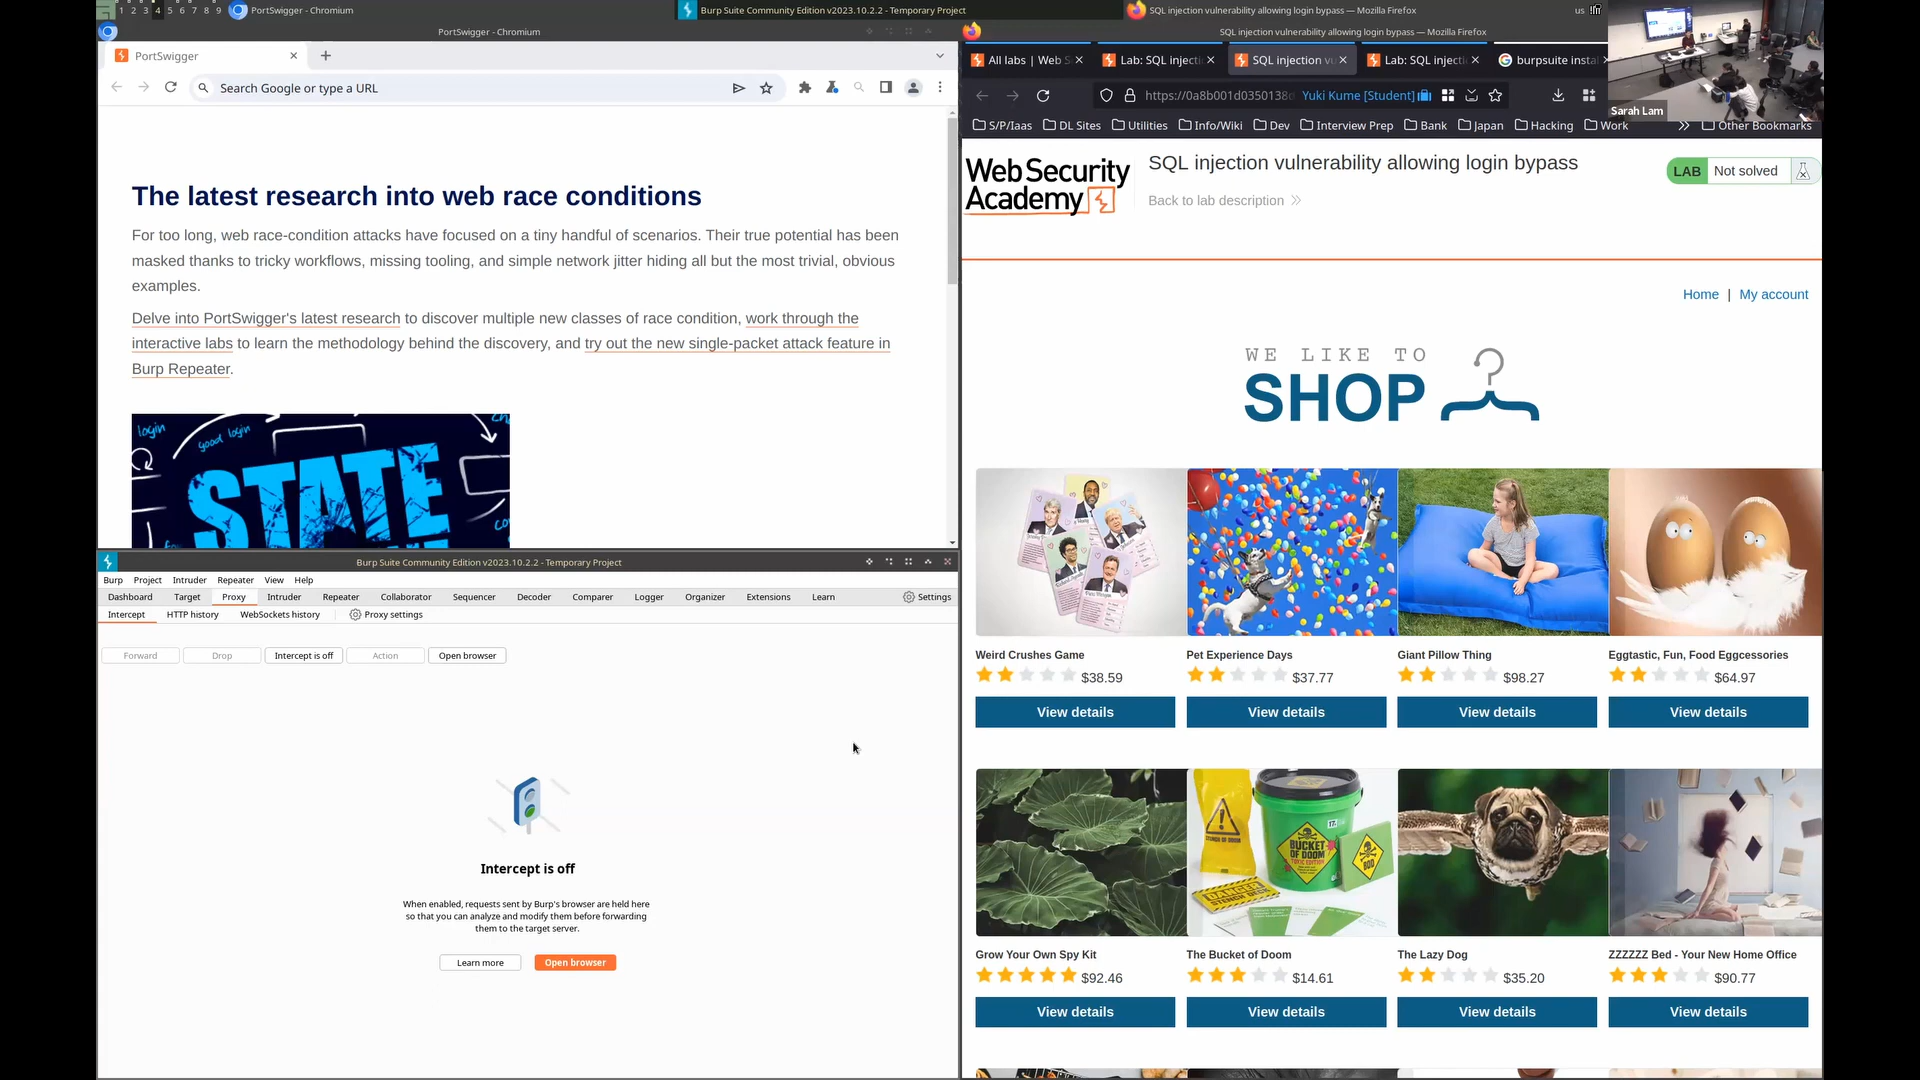 1 2 3 4 5 6 7 8 9
PortSwigger - Chromium
Burp Suite Community Edition v2023.10.2.2 - Temporary Project
SQL injection vulnerability allowing login bypass — Mozilla Firefox
us
PortSwigger - Chromium
PortSwigger
Search Google or type a URL
The latest research into web race conditions
For too long, web race-condition attacks have focused on a tiny handful of scenarios. Their true potential has been
masked thanks to tricky workflows, missing tooling, and simple network jitter hiding all but the most trivial, obvious
examples.
Delve into PortSwigger's latest research to discover multiple new classes of race condition, work through the
interactive labs to learn the methodology behind the discovery, and try out the new single-packet attack feature in
Burp Repeater.
login
good login
STATE
Burp Suite Community Edition v2023.10.2.2 - Temporary Project
Burp Project Intruder Repeater View Help
Dashboard Target Proxy Intruder Repeater Collaborator Sequencer Decoder Comparer Logger Organizer Extensions Learn Settings
Intercept HTTP history WebSockets history Proxy settings
Forward Drop Intercept is off Action Open browser
Intercept is off
When enabled, requests sent by Burp's browser are held here
so that you can analyze and modify them before forwarding
them to the target server.
Learn more Open browser
SQL injection vulnerability allowing login bypass — Mozilla Firefox
All labs | Web S Lab: SQL injecti SQL injection vu Lab: SQL injecti burpsuite instal
https://0a8b001d0350138d Yuki Kume [Student]
Sarah Lam
S/P/Iaas DL Sites Utilities Info/Wiki Dev Interview Prep Bank Japan Hacking Work Other Bookmarks
Web Security
Academy
SQL injection vulnerability allowing login bypass
Back to lab description
LAB Not solved
Home | My account
WE LIKE TO
SHOP
Weird Crushes Game Pet Experience Days Giant Pillow Thing Eggtastic, Fun, Food Eggcessories
$38.59 $37.77 $98.27 $64.97
View details View details View details View details
BUCKET
OF DOOM
Grow Your Own Spy Kit The Bucket of Doom The Lazy Dog ZZZZZZ Bed - Your New Home Office
$92.46 $14.61 $35.20 $90.77
View details View details View details View details